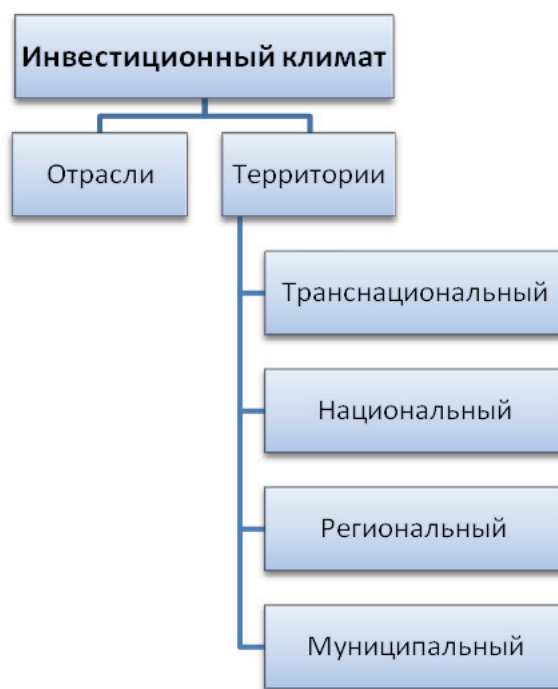 Инвестиционный климат
Отрасли
Территории
Транснациональный
Национальный
Региональный
Муниципальный